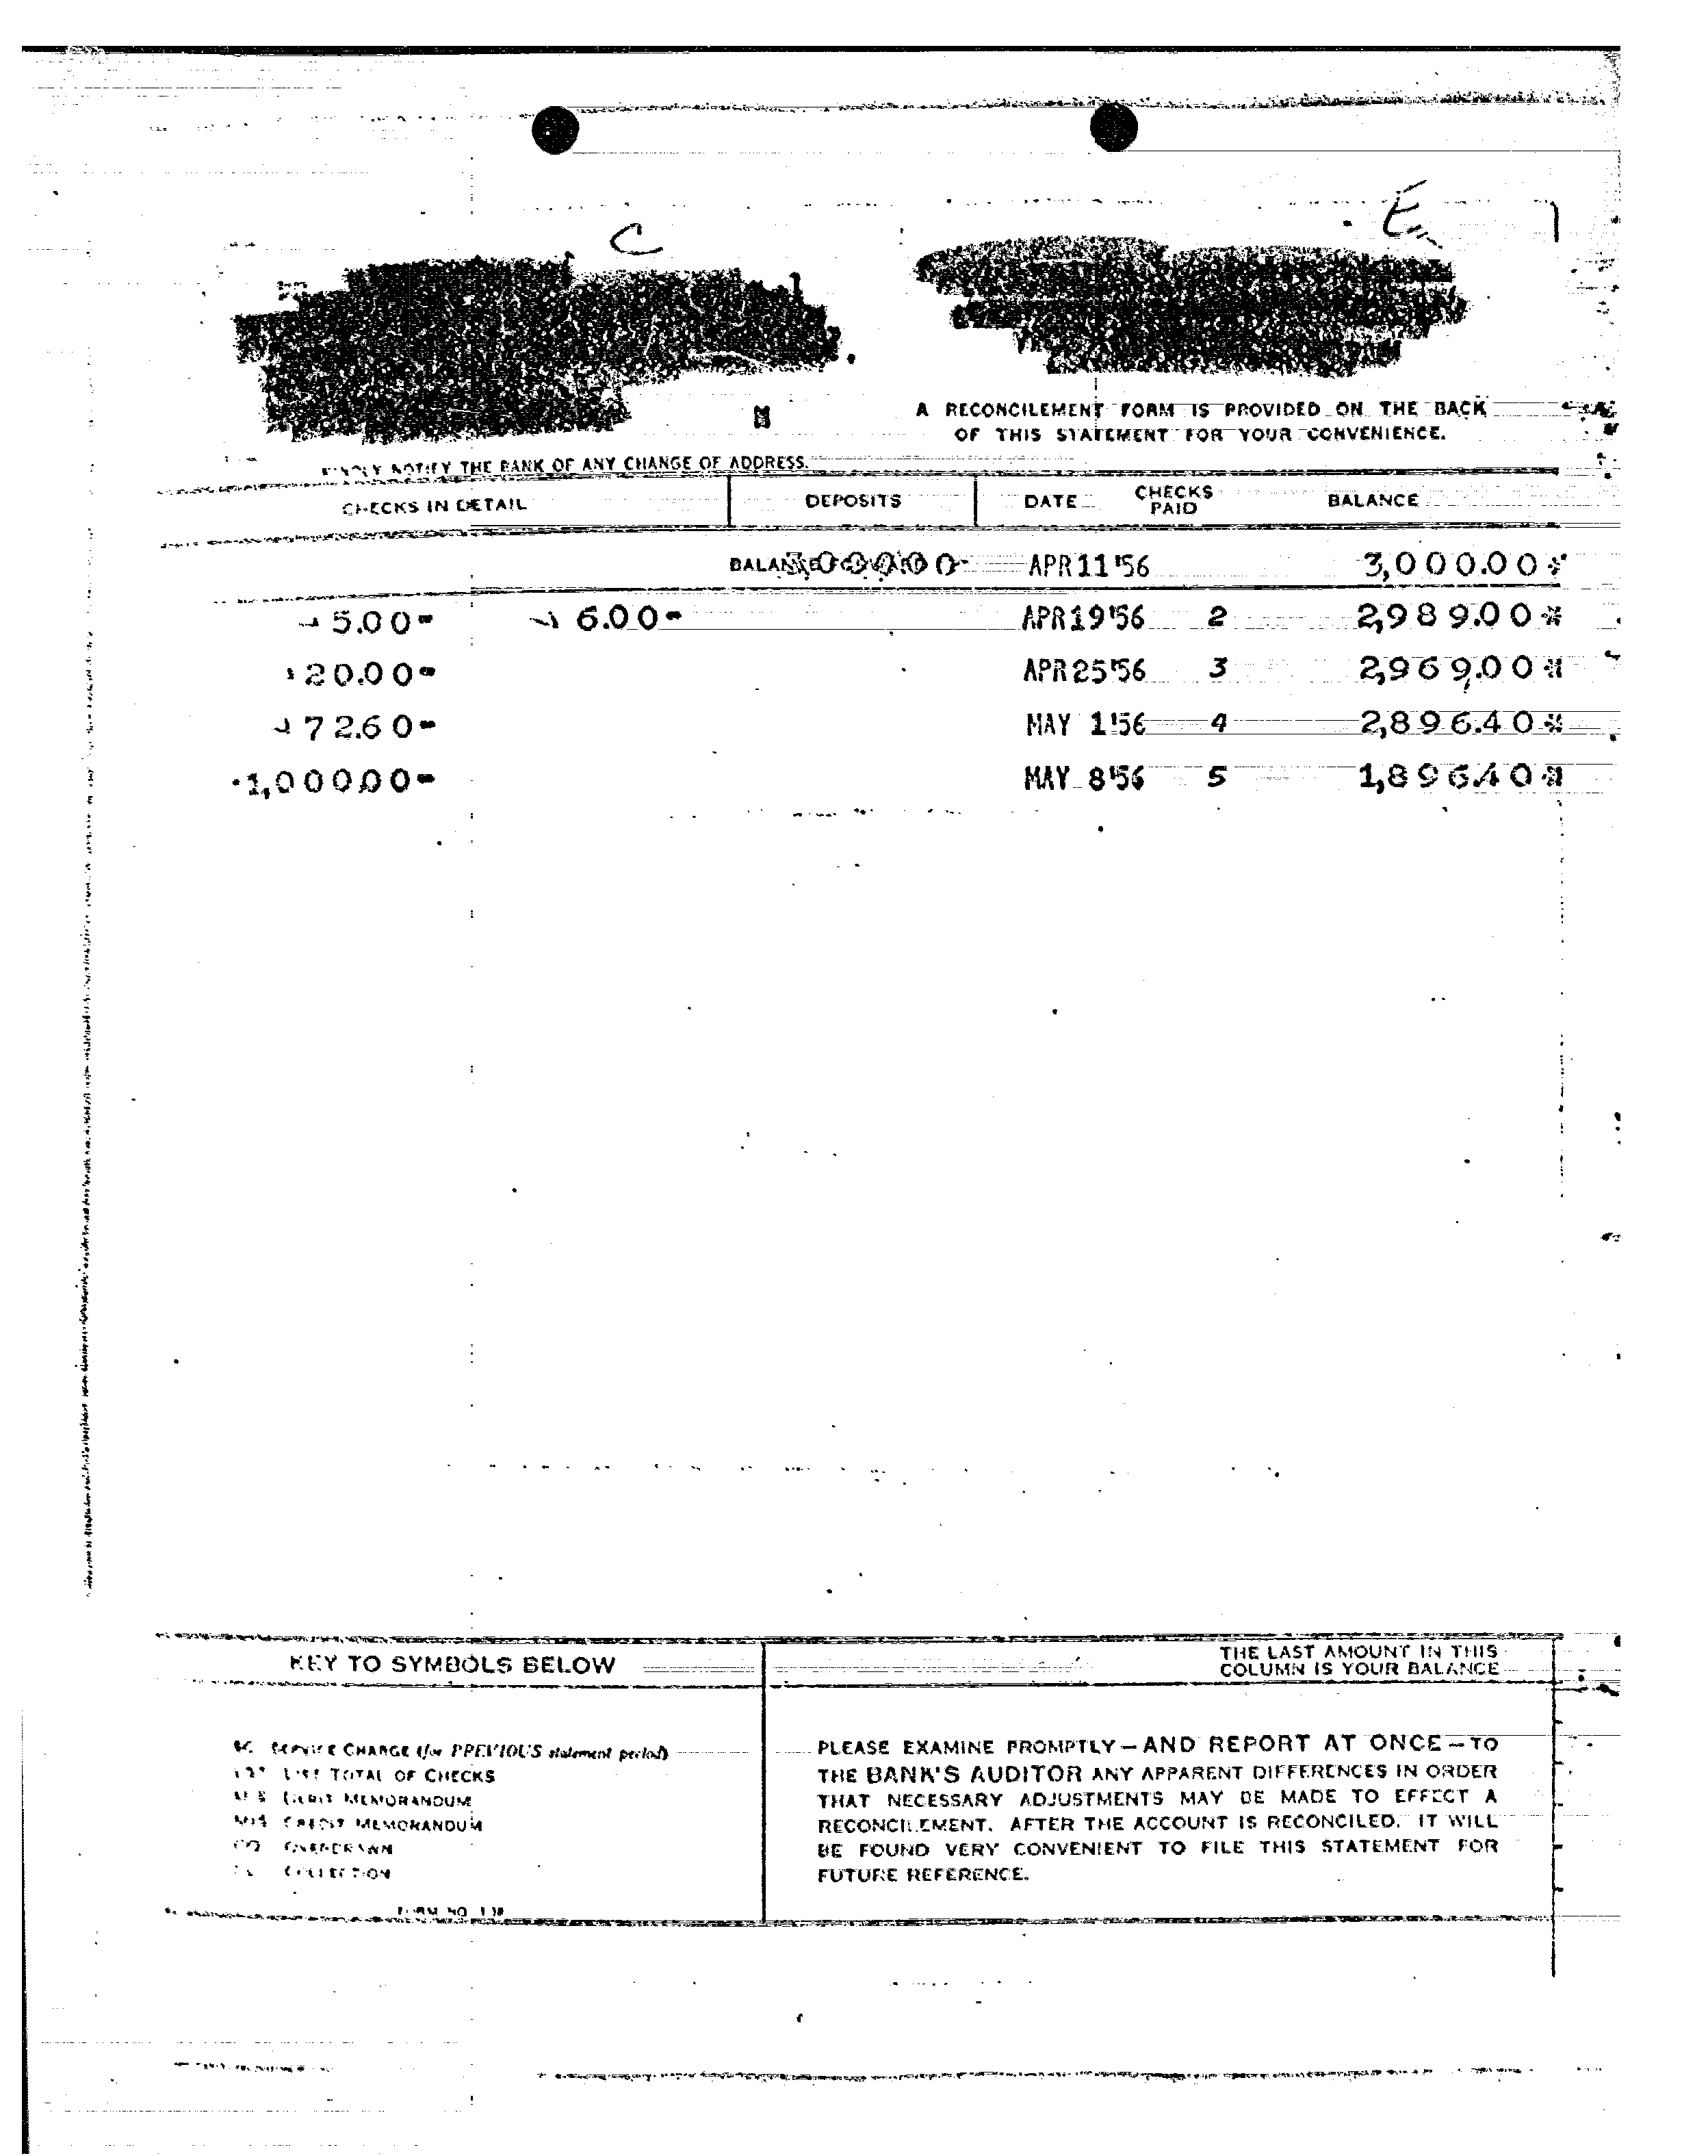 C
E
A RECONCILEMENT FORM IS PROVIDED ON THE BACK
OF THIS STATEMENT FOR YOUR CONVENIENCE.
KINDLY NOTIFY THE BANK OF ANY CHANGE OF ADDRESS.
CHECKS IN DETAIL DEPOSITS DATE CHECKS PAID BALANCE
3,000.00 APR 11 '56 3,000.00
5.00 6.00 APR 19 '56 2 2,989.00
20.00 APR 25 '56 3 2,969.00
72.60 MAY 1 '56 4 2,896.40
1,000.00 MAY 8 '56 5 1,896.40
KEY TO SYMBOLS BELOW
THE LAST AMOUNT IN THIS
COLUMN IS YOUR BALANCE
SC SERVICE CHARGE (for PREVIOUS statement period)
LIST TOTAL OF CHECKS
DEBIT MEMORANDUM
CREDIT MEMORANDUM
OD OVERDRAWN
COLLECTION
FORM NO.
PLEASE EXAMINE PROMPTLY — AND REPORT AT ONCE — TO
THE BANK'S AUDITOR ANY APPARENT DIFFERENCES IN ORDER
THAT NECESSARY ADJUSTMENTS MAY BE MADE TO EFFECT A
RECONCILEMENT. AFTER THE ACCOUNT IS RECONCILED, IT WILL
BE FOUND VERY CONVENIENT TO FILE THIS STATEMENT FOR
FUTURE REFERENCE.